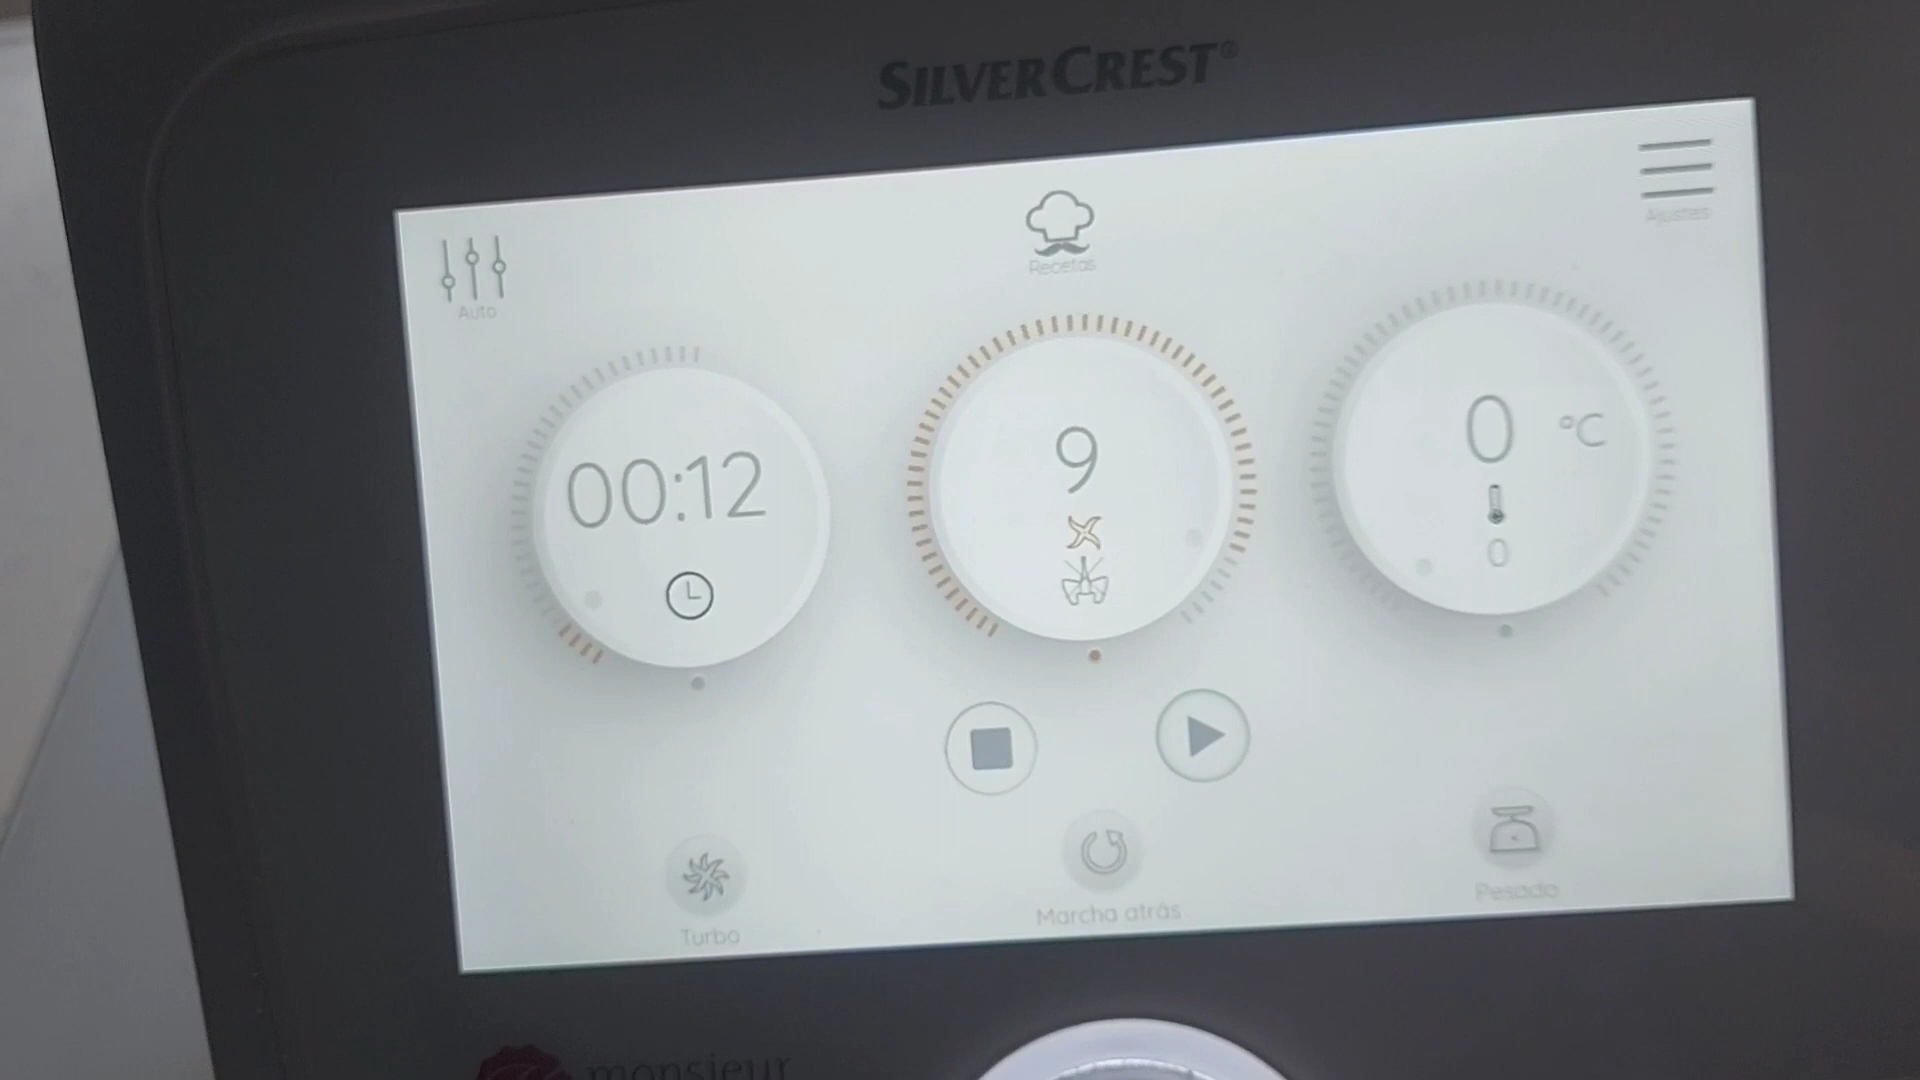 SILVERCREST®
Ajustes
Recetas
Auto
00:12
9
0 °C
0
Turbo
Marcha atrás
Pesado
monsieur